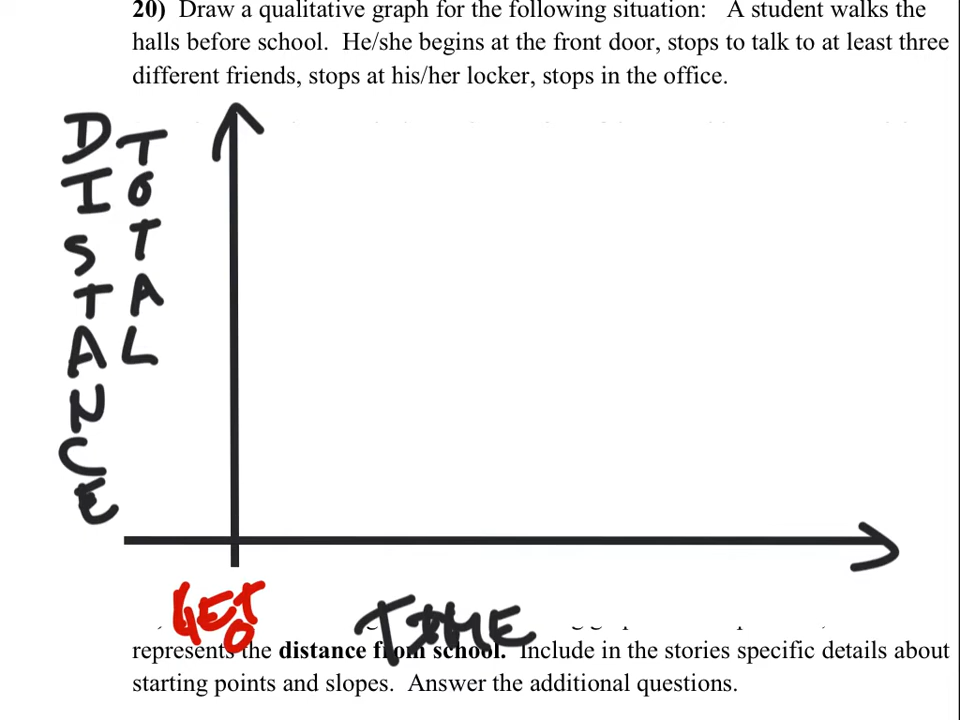 20) Draw a qualitative graph for the following situation: A student walks the
halls before school. He/she begins at the front door, stops to talk to at least three
different friends, stops at his/her locker, stops in the office.
DISTANCE
TOTAL
GET
TIME
represents the distance from school. Include in the stories specific details about
starting points and slopes. Answer the additional questions.